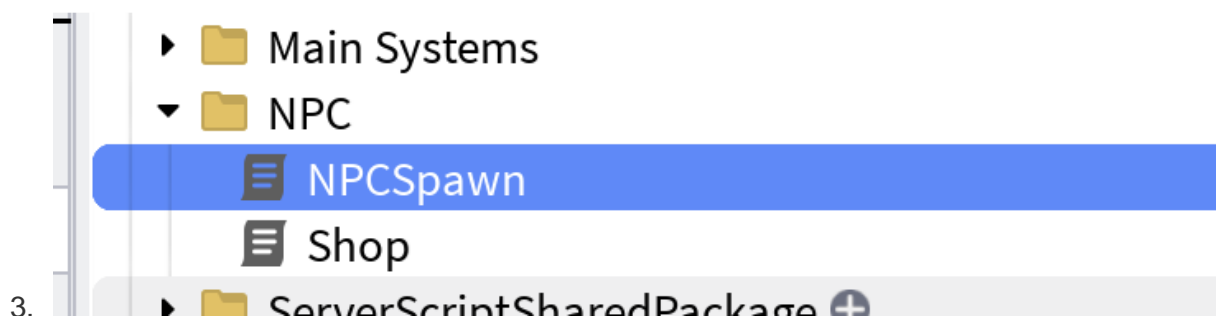 Main Systems
NPC
NPCSpawn
Shop
3. ServerScriptSharedPackage